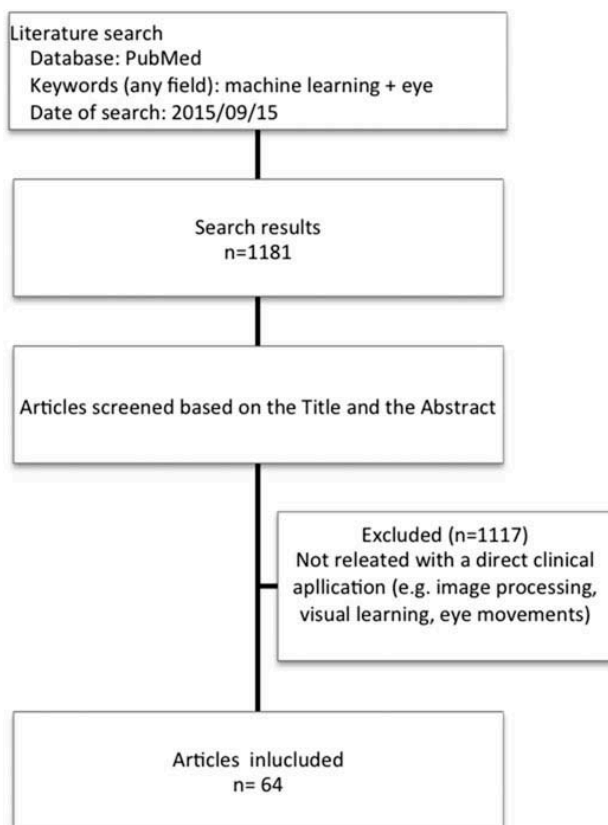 Literature search
Database: PubMed
Keywords (any field): machine learning + eye
Date of search: 2015/09/15
Search results
n=1181
Articles screened based on the Title and the Abstract
Excluded (n=1117)
Not releated with a direct clinical
apllication (e.g. image processing,
visual learning, eye movements)
Articles inlucluded
n= 64